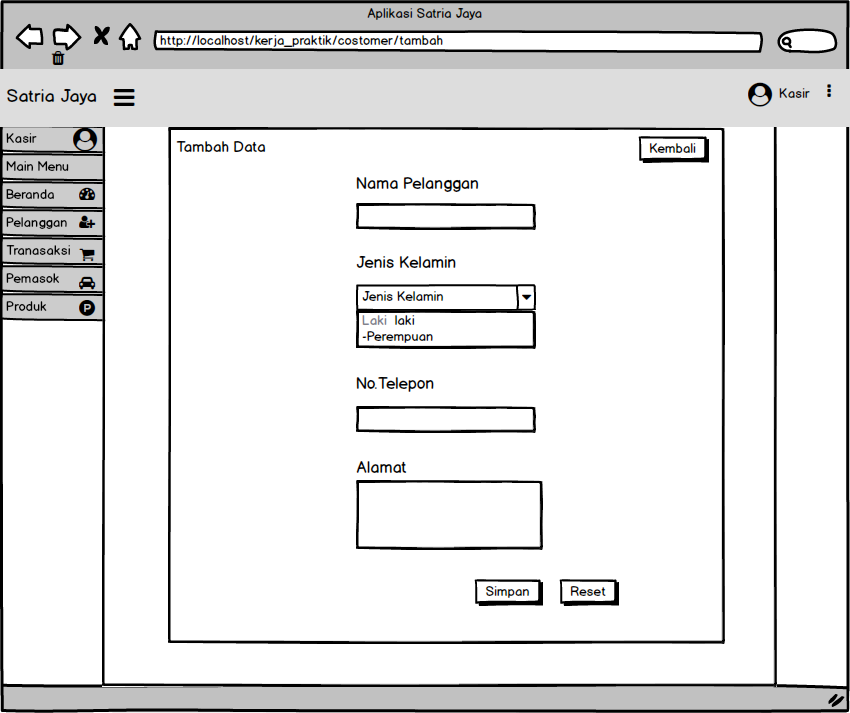 Aplikasi Satria Jaya
http://localhost/kerja_praktik/costomer/tambah
Satria Jaya
Kasir
Kasir
Main Menu
Beranda
Pelanggan
Tranasaksi
Pemasok
Produk
P
Tambah Data
Kembali
Nama Pelanggan
Jenis Kelamin
Jenis Kelamin
Laki laki
-Perempuan
No.Telepon
Alamat
Simpan
Reset